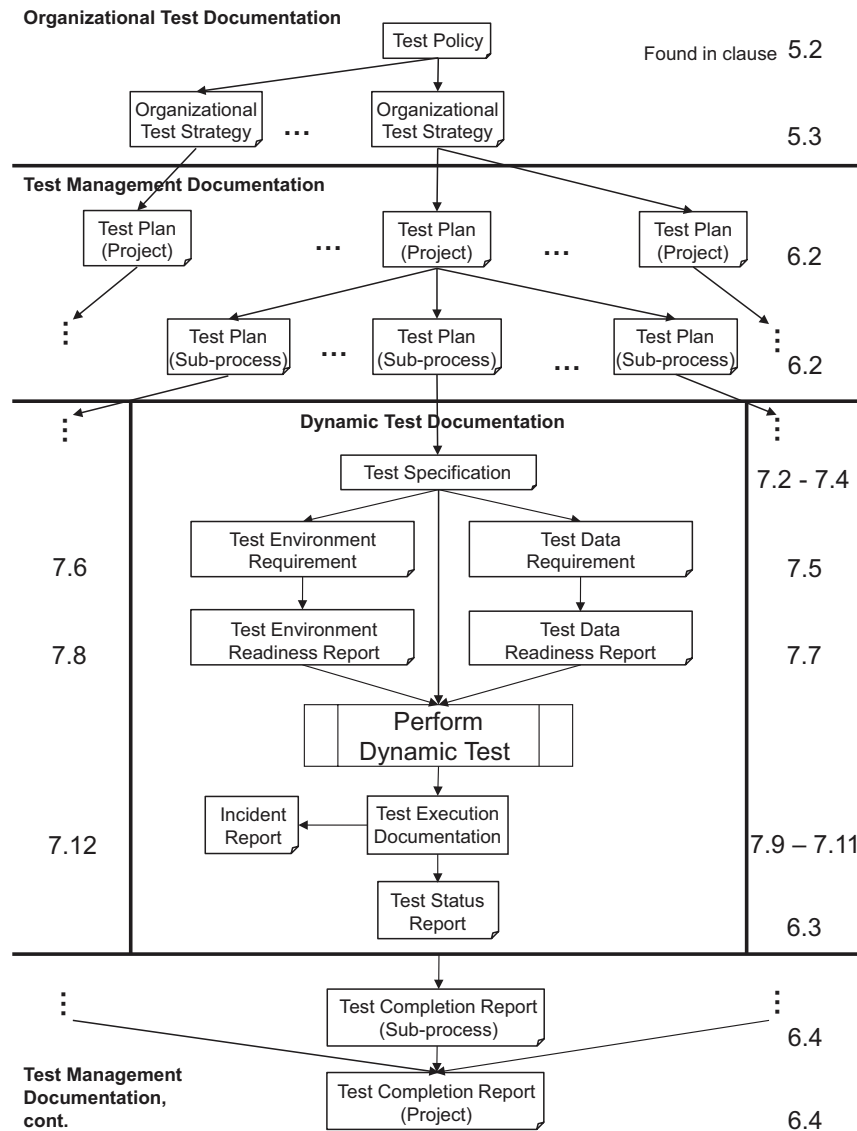 Organizational Test Documentation
Test Policy
Found in clause 5.2
Organizational
Test Strategy
...
Organizational
Test Strategy
5.3
Test Management Documentation
Test Plan
(Project)
...
Test Plan
(Project)
...
Test Plan
(Project)
6.2
...
Test Plan
(Sub-process)
...
Test Plan
(Sub-process)
...
Test Plan
(Sub-process)
...
6.2
...
Dynamic Test Documentation
...
Test Specification
7.2 - 7.4
7.6
Test Environment
Requirement
Test Data
Requirement
7.5
7.8
Test Environment
Readiness Report
Test Data
Readiness Report
7.7
Perform
Dynamic Test
7.12
Incident
Report
Test Execution
Documentation
7.9 – 7.11
Test Status
Report
6.3
...
Test Completion Report
(Sub-process)
...
6.4
Test Management
Documentation,
cont.
Test Completion Report
(Project)
6.4